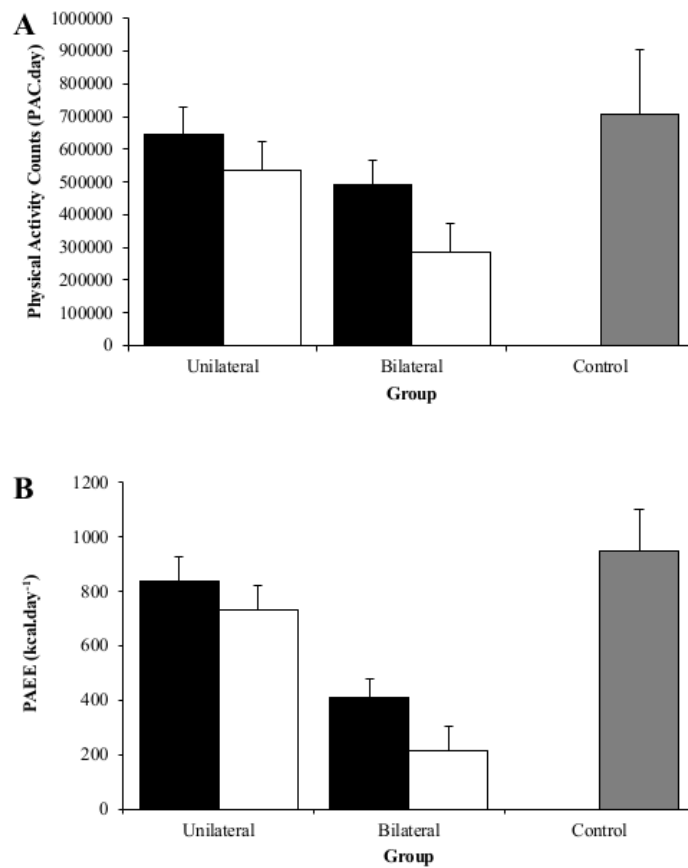 A
Physical Activity Counts (PAC.day)
1000000
900000
800000
700000
600000
500000
400000
300000
200000
100000
0
Unilateral Bilateral Control
Group
B
PAEE (kcal.day⁻¹)
1200
1000
800
600
400
200
0
Unilateral Bilateral Control
Group